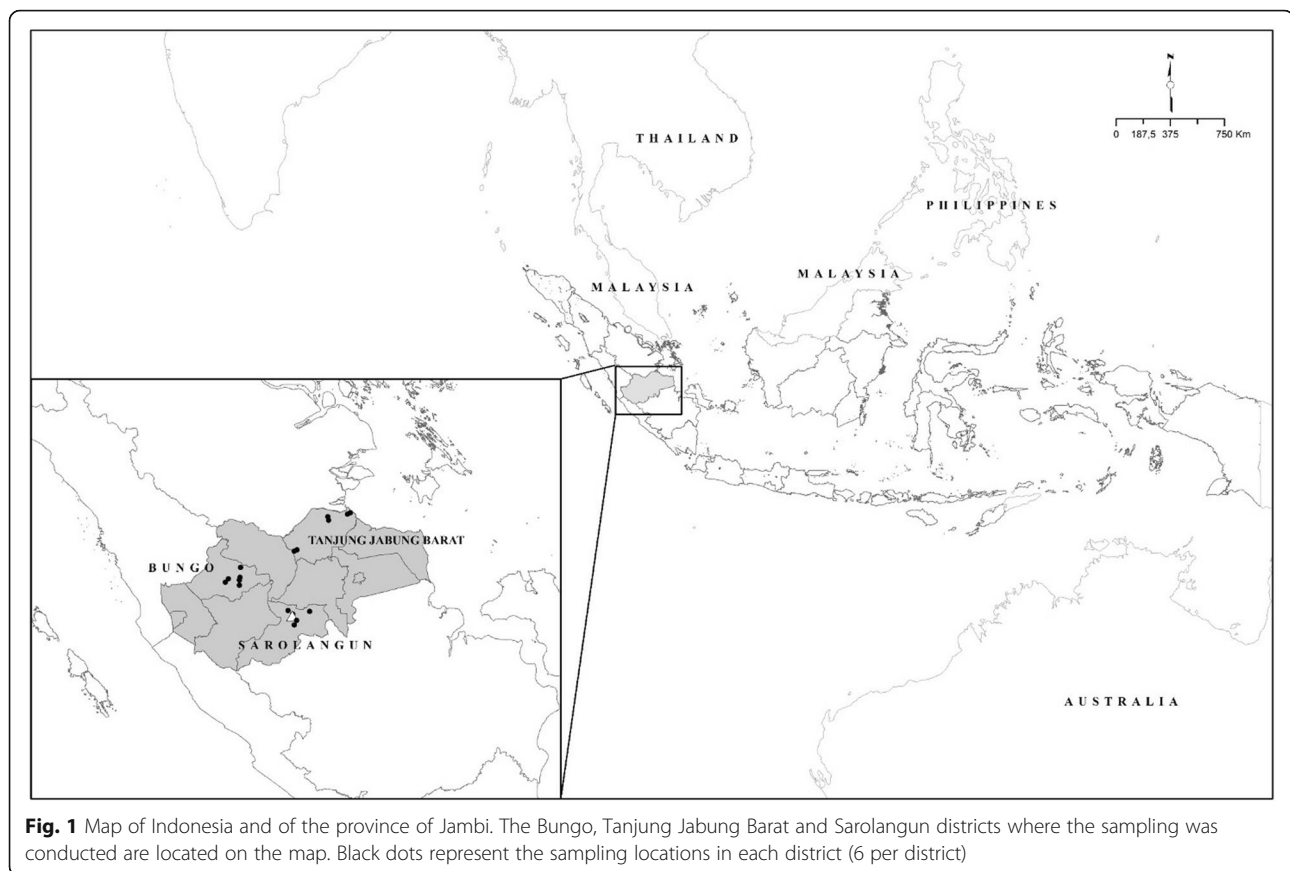 N
0 187,5 375 750 Km
THAILAND
PHILIPPINES
MALAYSIA
MALAYSIA
TANJUNG JABUNG BARAT
BUNGO
SAROLANGUN
AUSTRALIA
Fig. 1 Map of Indonesia and of the province of Jambi. The Bungo, Tanjung Jabung Barat and Sarolangun districts where the sampling was
conducted are located on the map. Black dots represent the sampling locations in each district (6 per district)